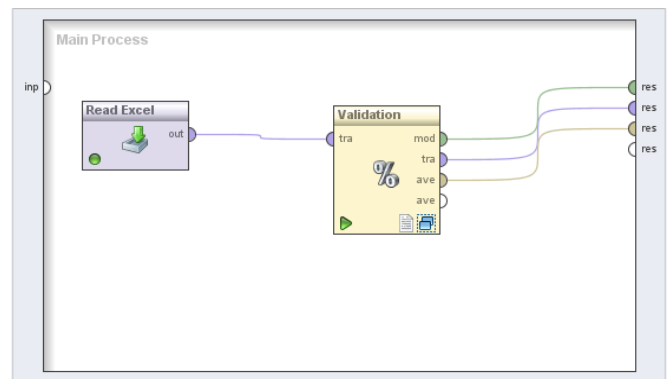 Main Process
inp
res
res
res
res
Read Excel
out
Validation
tra
mod
tra
ave
ave
%